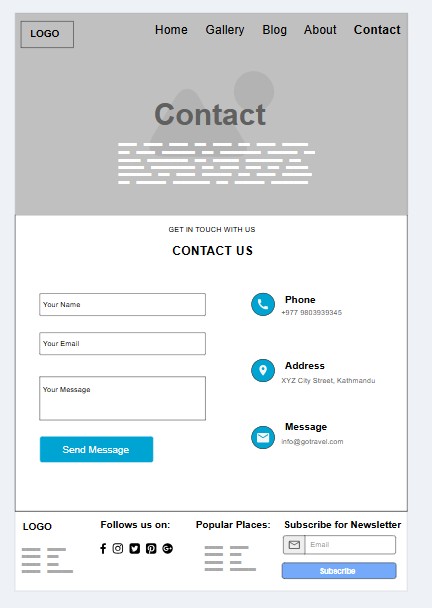 LOGO
Home Gallery Blog About Contact
Contact
GET IN TOUCH WITH US
CONTACT US
Your Name
Your Email
Your Message
Send Message
Phone
+977 9803939345
Address
XYZ City Street, Kathmandu
Message
info@gotravel.com
LOGO
Follows us on:
Popular Places:
Subscribe for Newsletter
Email
Subscribe